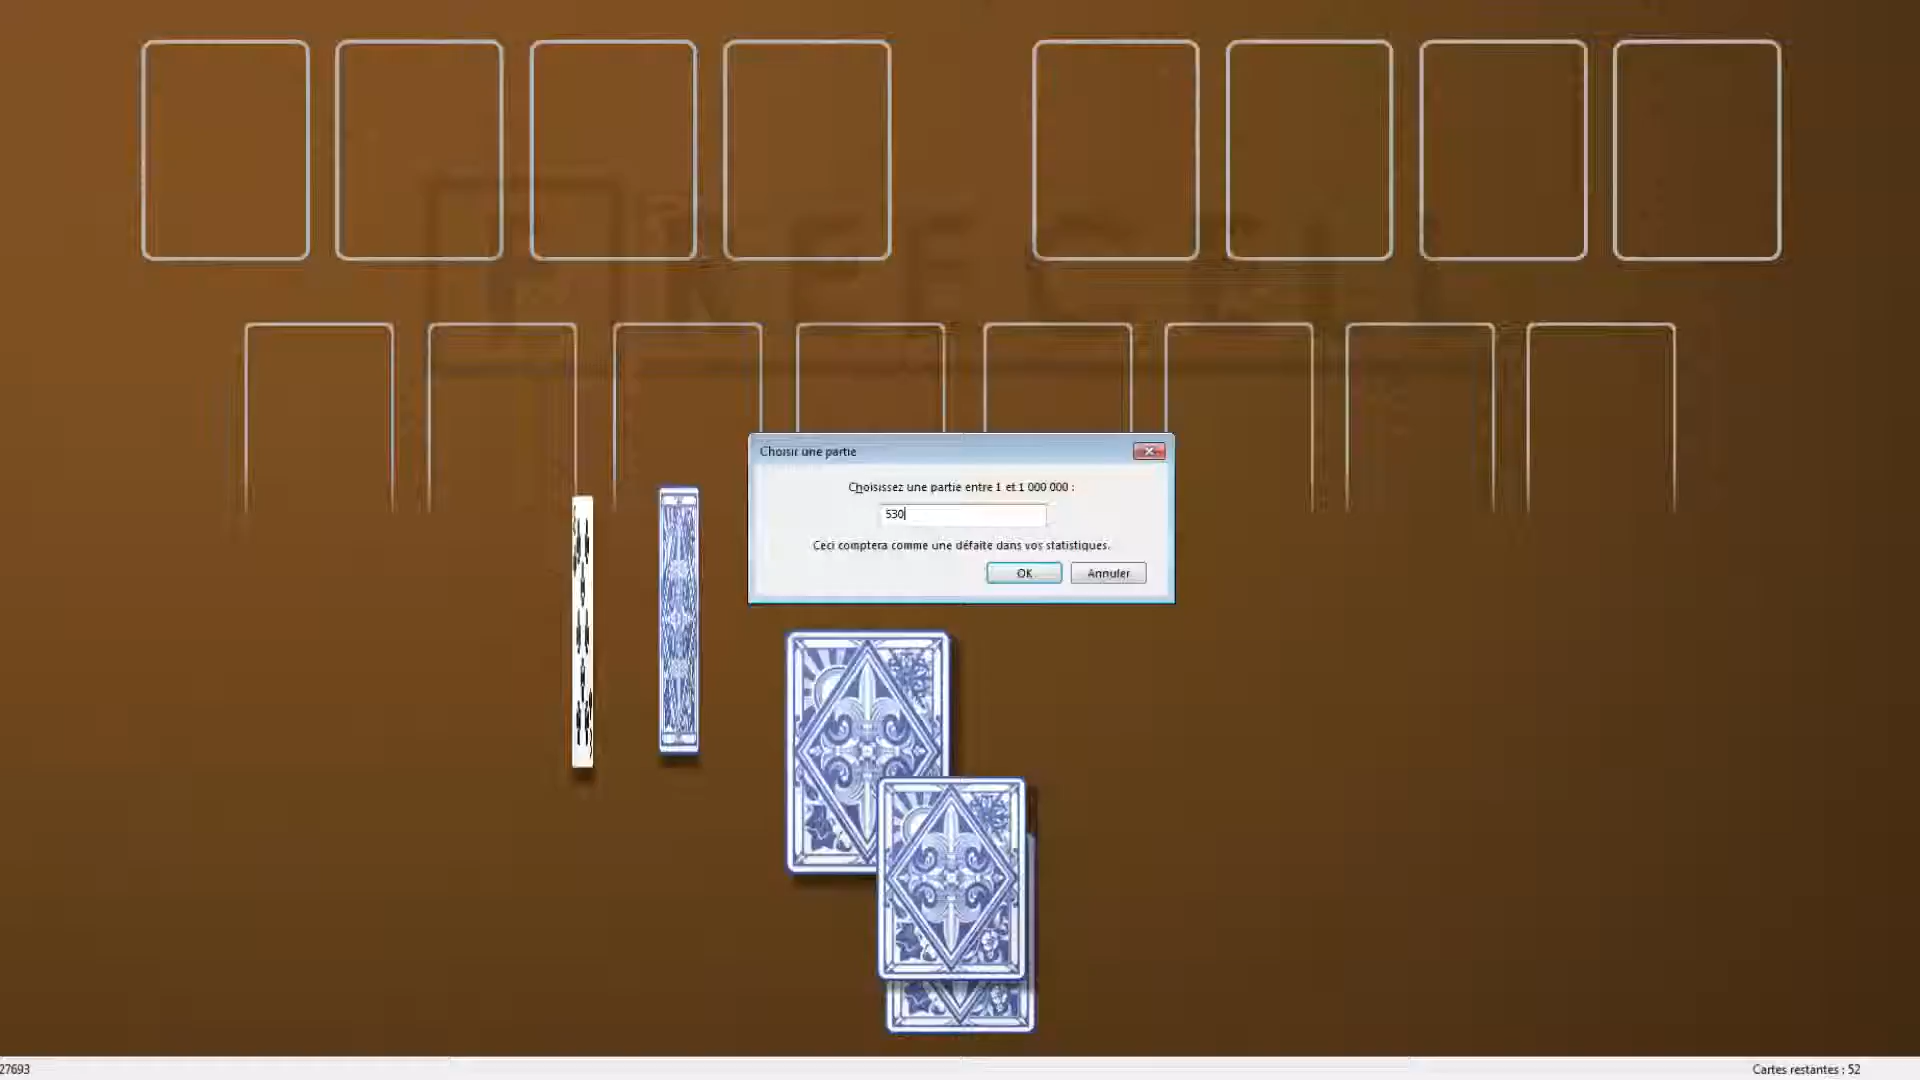 FREECELL
Choisir une partie
Choisissez une partie entre 1 et 1 000 000 :
530
Ceci comptera comme une défaite dans vos statistiques.
OK
Annuler
27693
Cartes restantes : 52